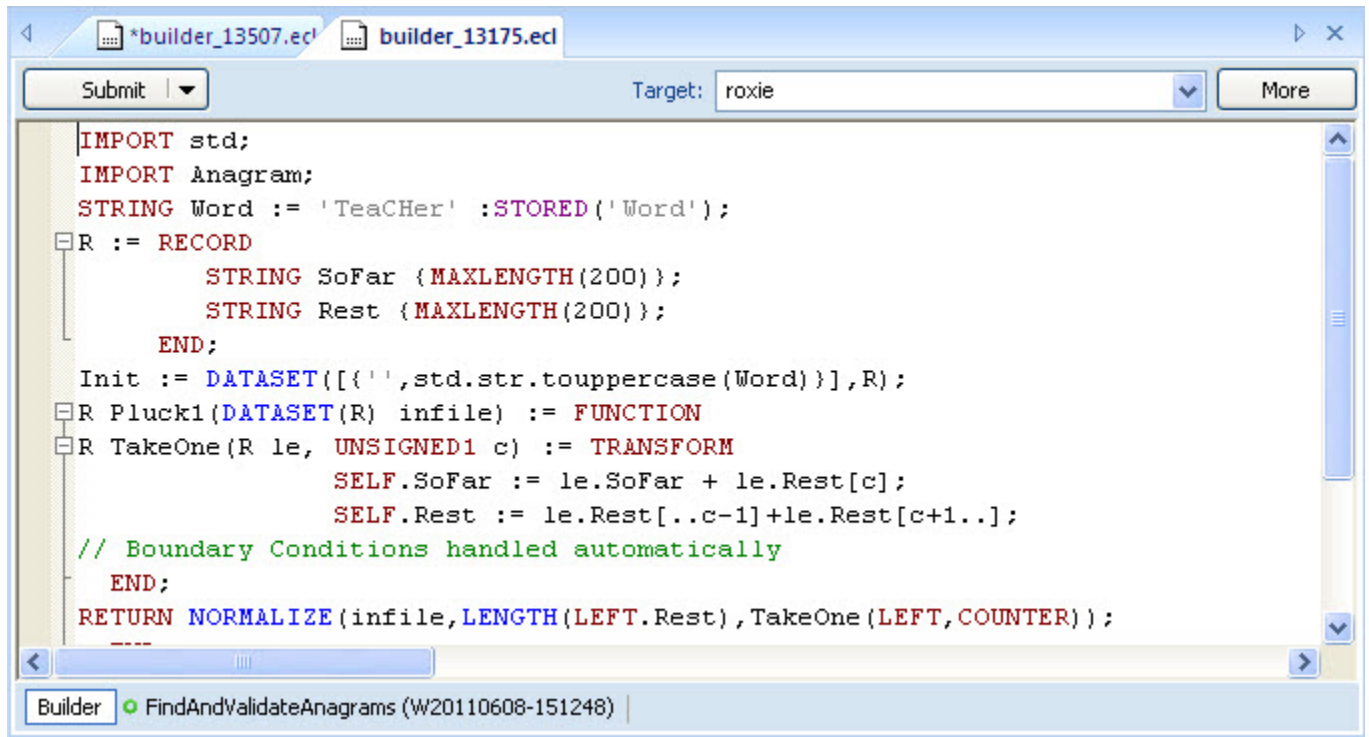 *builder_13507.ecl builder_13175.ecl
Submit Target: roxie More
IMPORT std;
IMPORT Anagram;
STRING Word := 'TeaCHer' :STORED('Word');
R := RECORD
STRING SoFar {MAXLENGTH(200)};
STRING Rest {MAXLENGTH(200)};
END;
Init := DATASET([{'',std.str.touppercase(Word)}],R);
R Pluck1(DATASET(R) infile) := FUNCTION
R TakeOne(R le, UNSIGNED1 c) := TRANSFORM
SELF.SoFar := le.SoFar + le.Rest[c];
SELF.Rest := le.Rest[..c-1]+le.Rest[c+1..];
// Boundary Conditions handled automatically
END;
RETURN NORMALIZE(infile,LENGTH(LEFT.Rest),TakeOne(LEFT,COUNTER));
Builder FindAndValidateAnagrams (W20110608-151248)